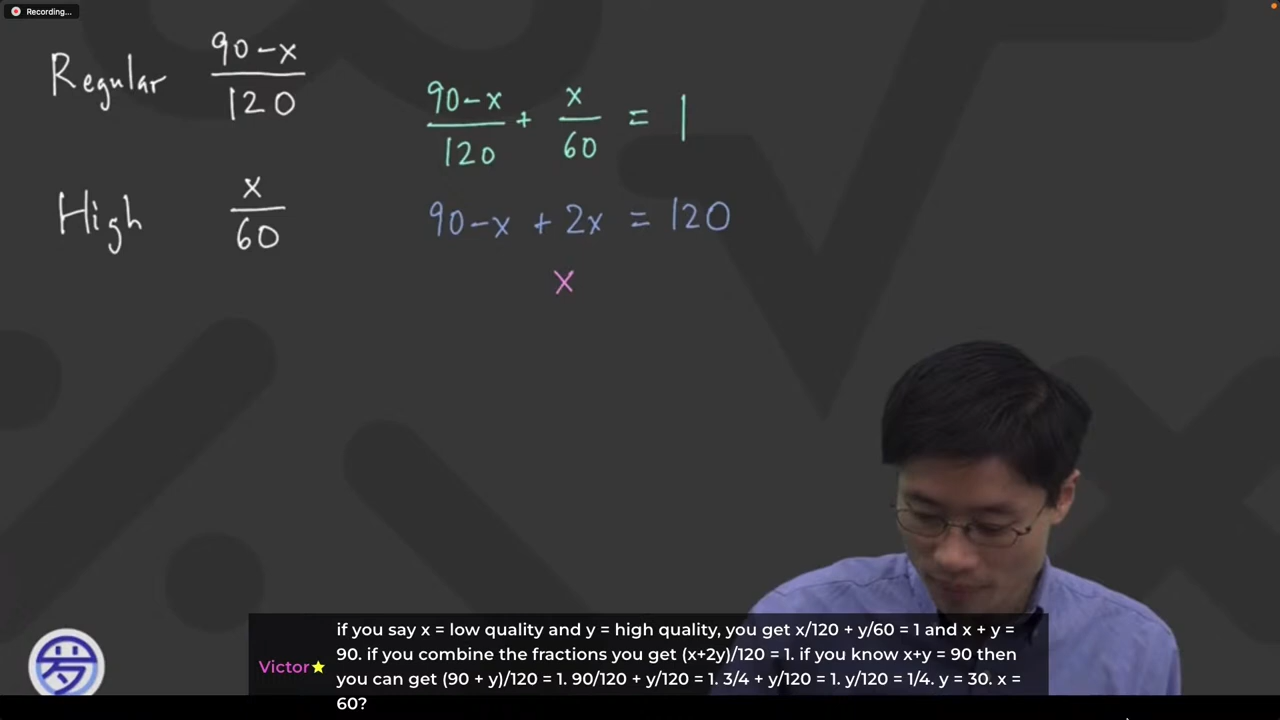 Recording...
Regular 90-x/120
90-x/120 + x/60 = 1
High x/60
90-x + 2x = 120
x
Victor⭐ if you say x = low quality and y = high quality, you get x/120 + y/60 = 1 and x + y =
90. if you combine the fractions you get (x+2y)/120 = 1. if you know x+y = 90 then
you can get (90 + y)/120 = 1. 90/120 + y/120 = 1. 3/4 + y/120 = 1. y/120 = 1/4. y = 30. x =
60?